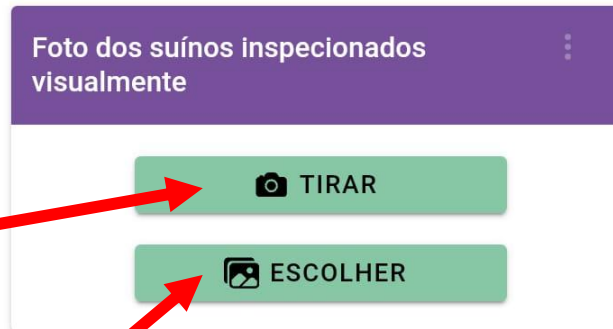 Foto dos suínos inspecionados
visualmente
TIRAR
ESCOLHER